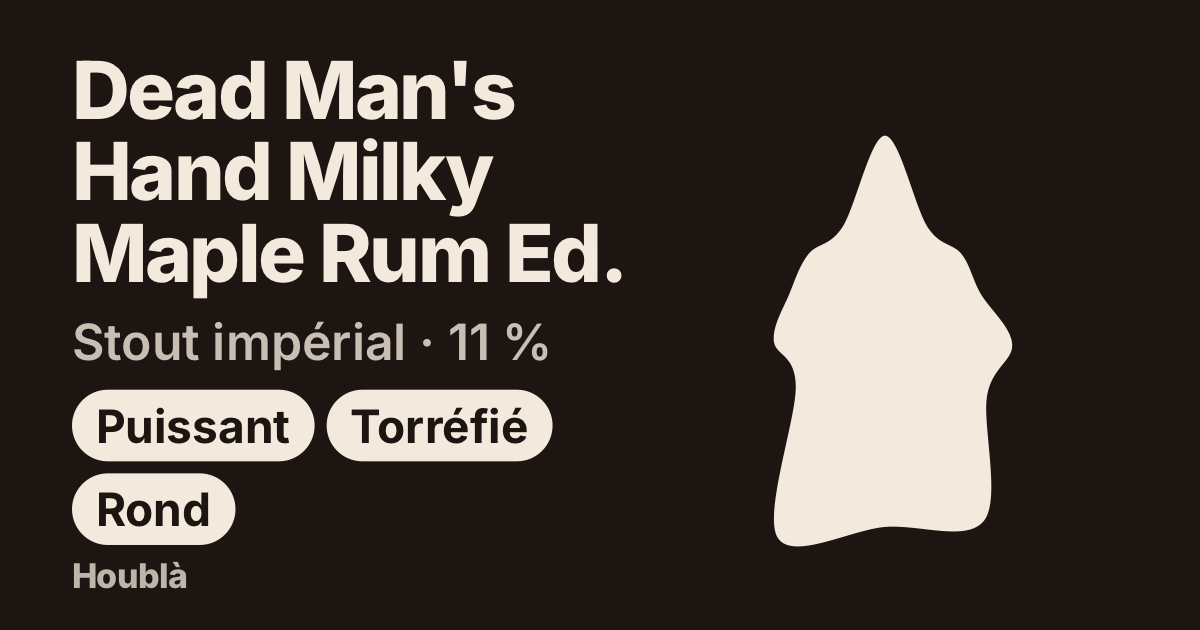 Dead Man's
Hand Milky
Maple Rum Ed.
Stout impérial · 11 %
Puissant Torréfié
Rond
Houblà